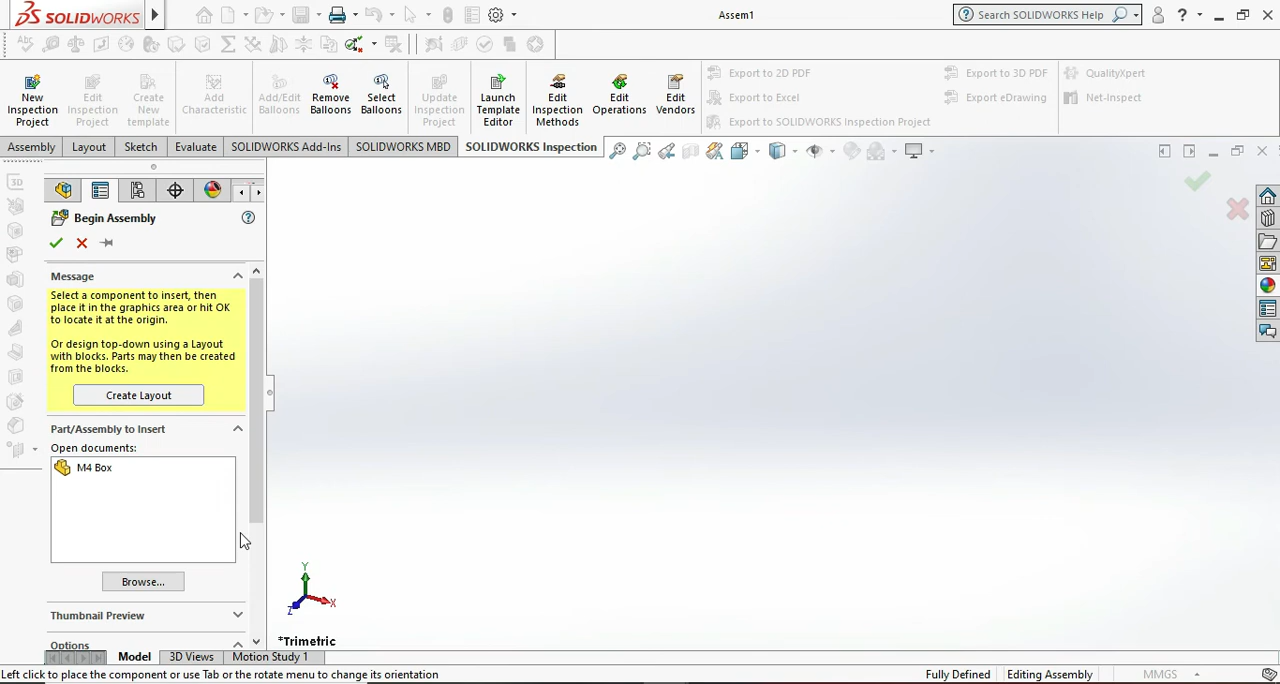 SOLIDWORKS
Assem1
Search SOLIDWORKS Help
?
New Inspection Project
Edit Inspection Project
Create New template
Add Characteristic
Add/Edit Balloons
Remove Balloons
Select Balloons
Update Inspection Project
Launch Template Editor
Edit Inspection Methods
Edit Operations
Edit Vendors
Export to 2D PDF
Export to Excel
Export to SOLIDWORKS Inspection Project
Export to 3D PDF
Export eDrawing
QualityXpert
Net-Inspect
Assembly
Layout
Sketch
Evaluate
SOLIDWORKS Add-Ins
SOLIDWORKS MBD
SOLIDWORKS Inspection
3D
Begin Assembly
?
Message
Select a component to insert, then
place it in the graphics area or hit OK
to locate it at the origin.
Or design top-down using a Layout
with blocks. Parts may then be created
from the blocks.
Create Layout
Part/Assembly to Insert
Open documents:
M4 Box
Browse...
Thumbnail Preview
Options
Y
X
Z
*Trimetric
Model
3D Views
Motion Study 1
Left click to place the component or use Tab or the rotate menu to change its orientation
Fully Defined
Editing Assembly
MMGS